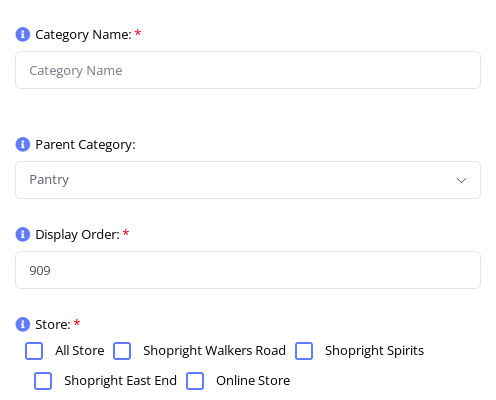 Category Name: *
Category Name
Parent Category:
Pantry
Display Order: *
909
Store: *
All Store Shopright Walkers Road Shopright Spirits
Shopright East End Online Store